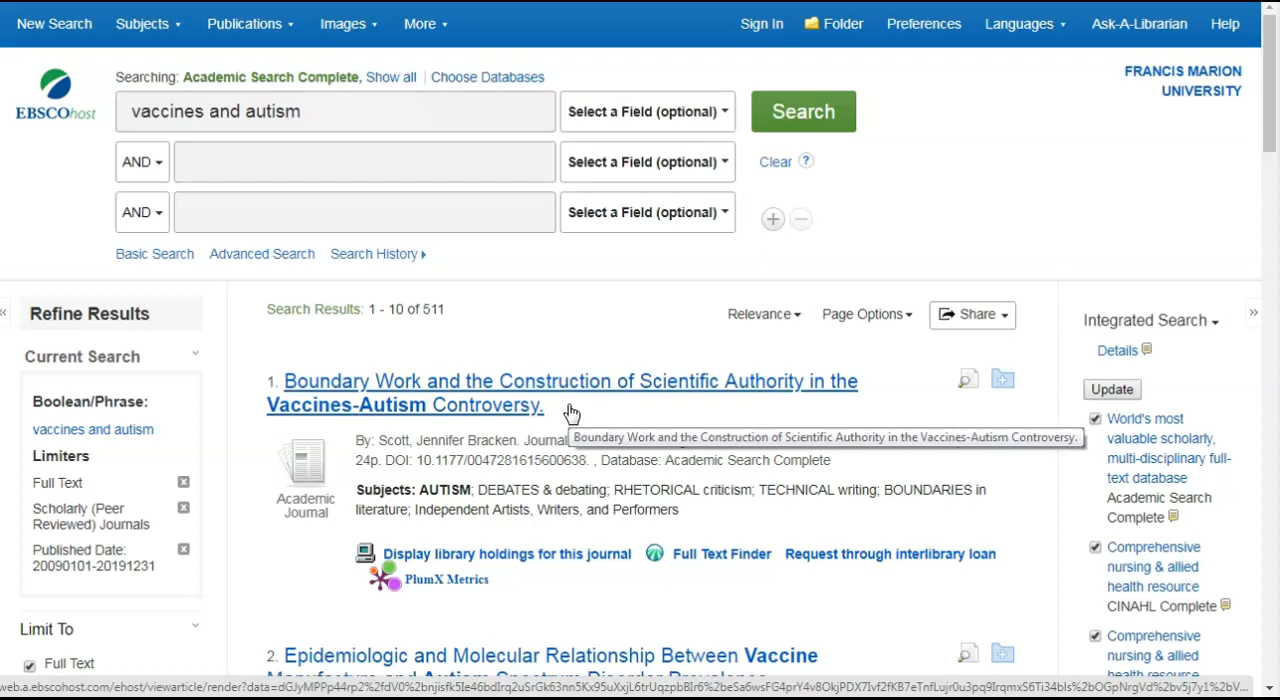 New Search Subjects Publications Images More Sign In Folder Preferences Languages Ask-A-Librarian Help
Searching: Academic Search Complete, Show all | Choose Databases
FRANCIS MARION
UNIVERSITY
EBSCOhost
vaccines and autism Select a Field (optional) Search
AND Select a Field (optional) Clear ?
AND Select a Field (optional) + −
Basic Search Advanced Search Search History
«
Refine Results
Current Search
Boolean/Phrase:
vaccines and autism
Limiters
Full Text
Scholarly (Peer
Reviewed) Journals
Published Date:
20090101-20191231
Limit To
Full Text
Search Results: 1 - 10 of 511
Relevance Page Options Share
1. Boundary Work and the Construction of Scientific Authority in the
Vaccines-Autism Controversy.
Boundary Work and the Construction of Scientific Authority in the Vaccines-Autism Controversy.
By: Scott, Jennifer Bracken. Journal
24p. DOI: 10.1177/0047281615600638. , Database: Academic Search Complete
Academic
Journal
Subjects: AUTISM; DEBATES & debating; RHETORICAL criticism; TECHNICAL writing; BOUNDARIES in
literature; Independent Artists, Writers, and Performers
Display library holdings for this journal Full Text Finder Request through interlibrary loan
PlumX Metrics
2. Epidemiologic and Molecular Relationship Between Vaccine
Manufacture and Autism Spectrum Disorder Prevalence
»
Integrated Search
Details
Update
World's most
valuable scholarly,
multi-disciplinary full-
text database
Academic Search
Complete
Comprehensive
nursing & allied
health resource
CINAHL Complete
Comprehensive
nursing & allied
health resource